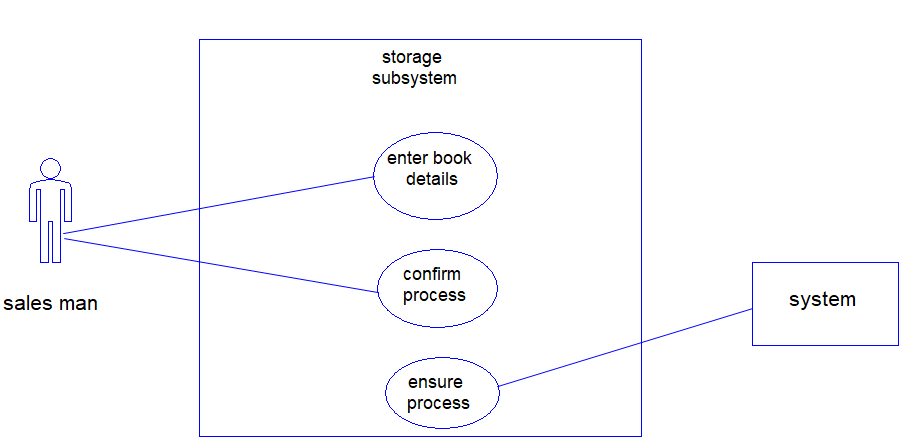 storage
subsystem
enter book
details
sales man
confirm
process
system
ensure
process